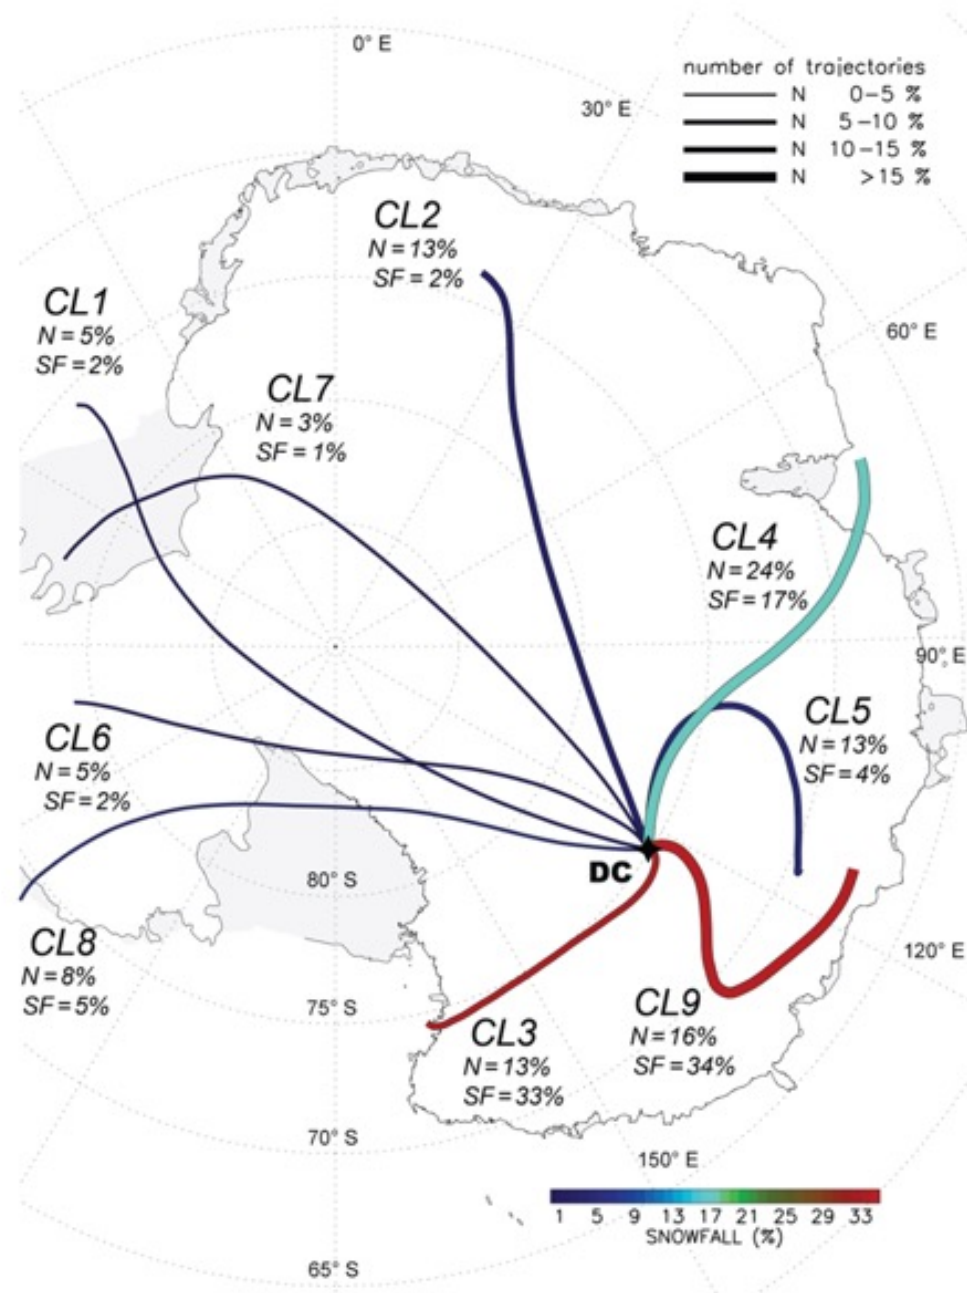 0° E
number of trajectories
N 0-5 %
N 5-10 %
N 10-15 %
N >15 %
30° E
CL2
N=13%
SF=2%
CL1
N=5%
SF=2%
60° E
CL7
N=3%
SF=1%
CL4
N=24%
SF=17%
90° E
CL5
N=13%
SF=4%
CL6
N=5%
SF=2%
DC
80° S
CL8
N=8%
SF=5%
120° E
75° S
CL9
N=16%
SF=34%
CL3
N=13%
SF=33%
70° S
150° E
1 5 9 13 17 21 25 29 33
SNOWFALL (%)
65° S